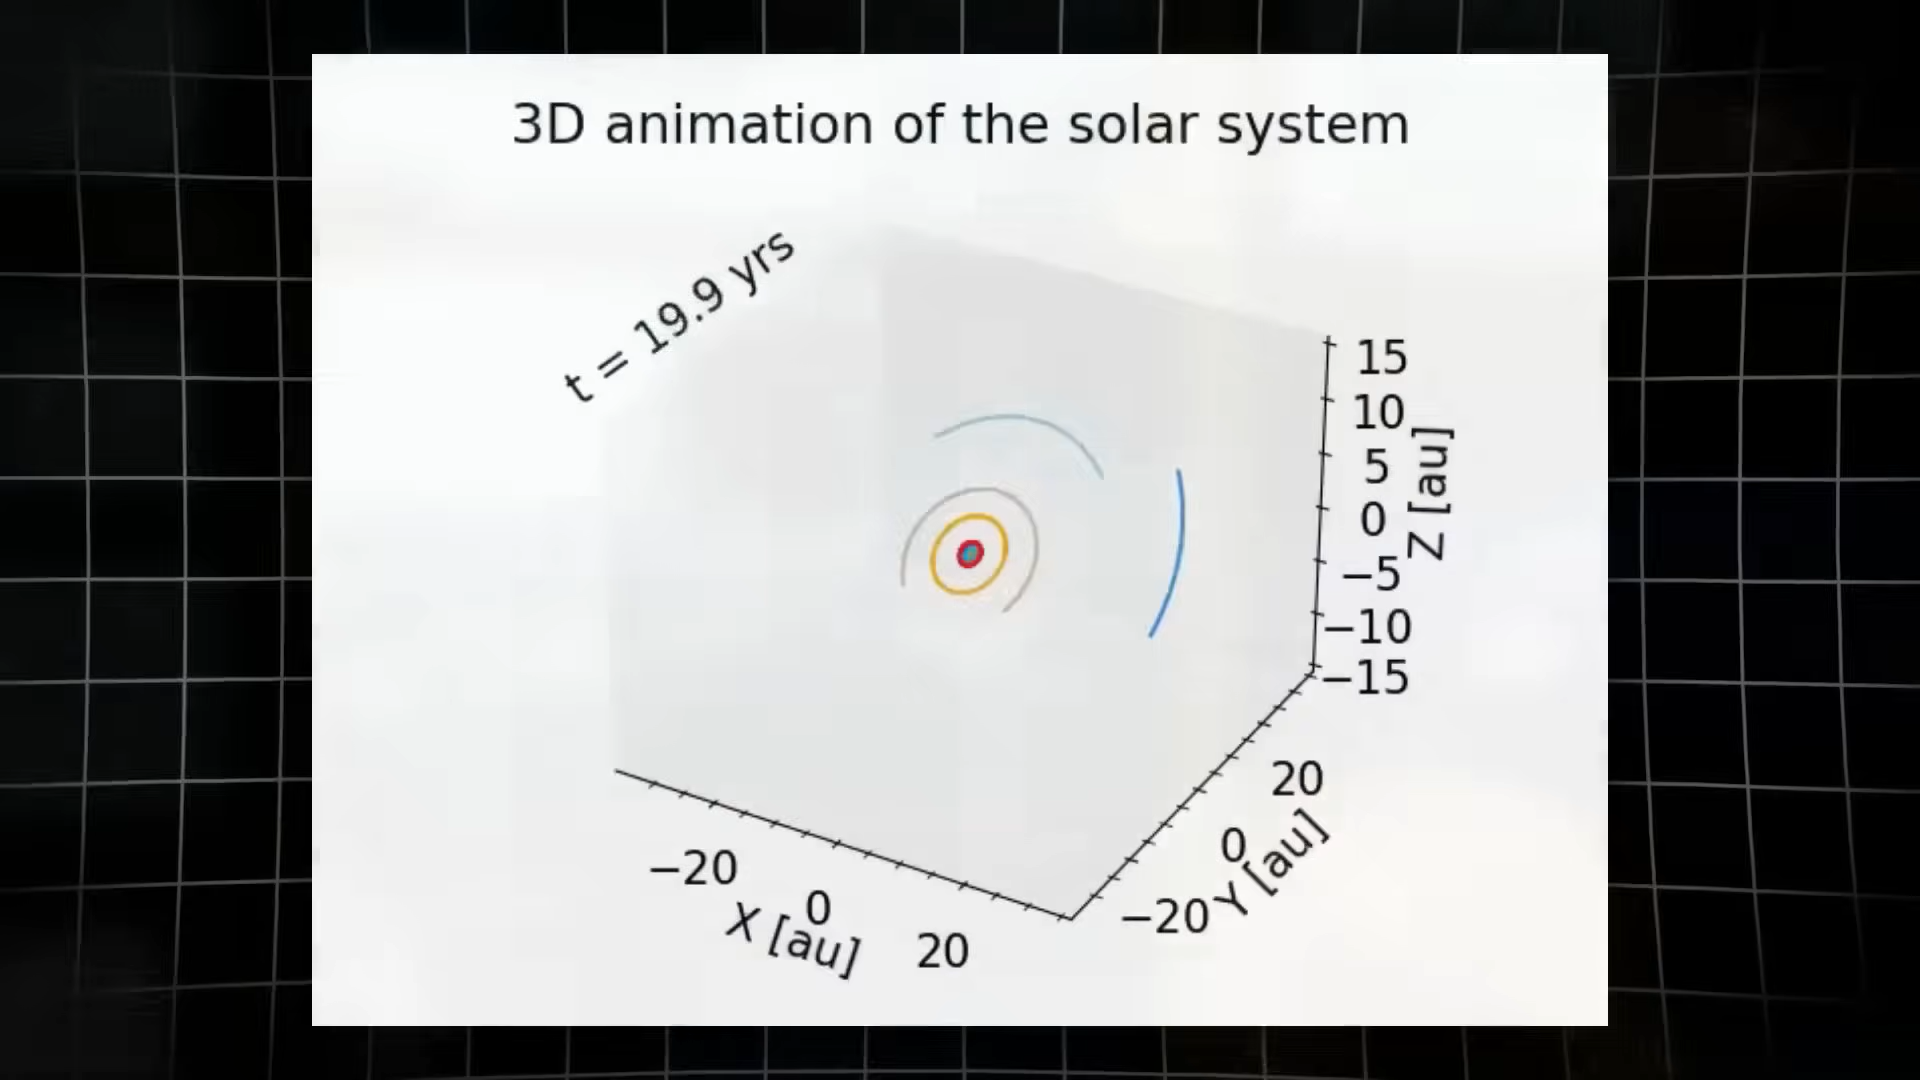 3D animation of the solar system
t = 19.9 yrs
15
10
5
0
−5
−10
−15
Z [au]
20
0
−20
Y [au]
−20
0
20
X [au]